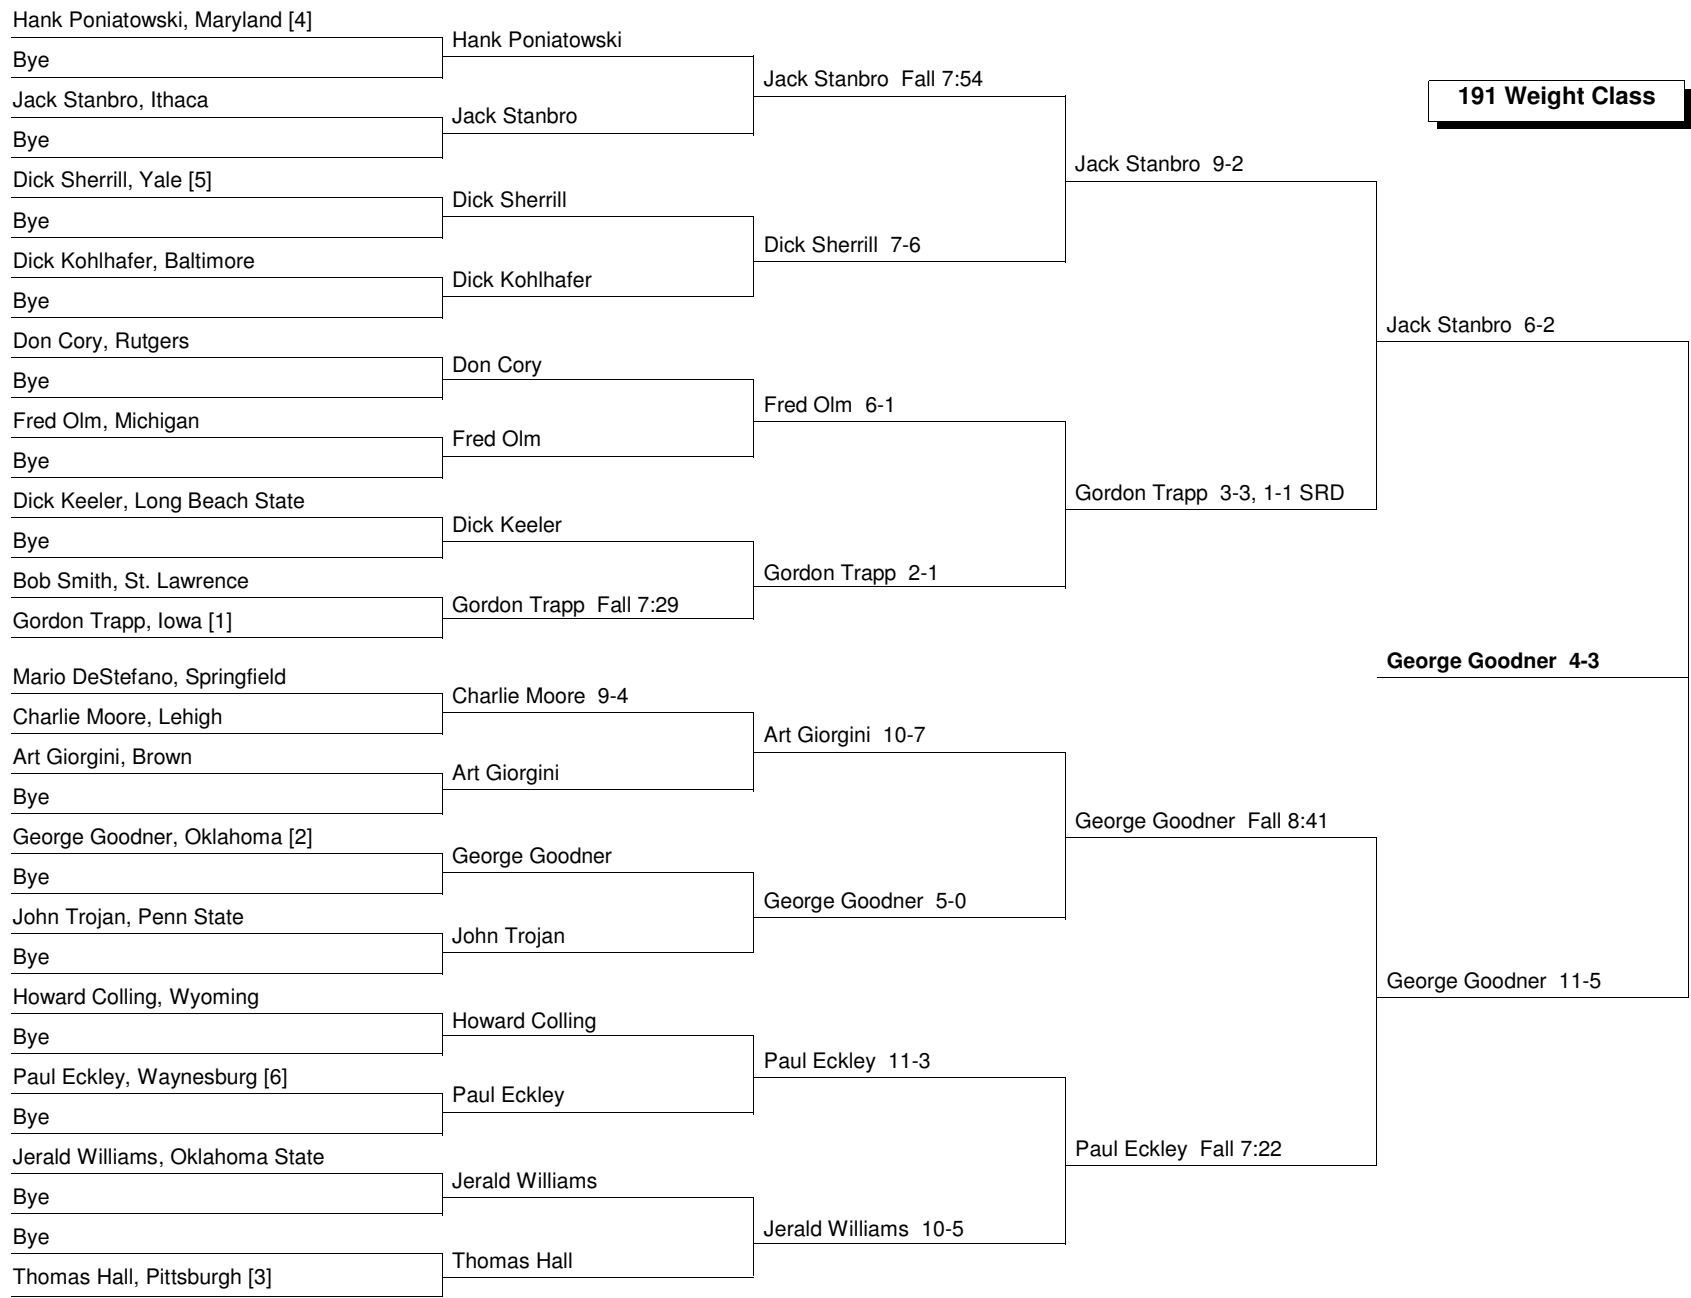 Hank Poniatowski, Maryland [4]
Bye
Jack Stanbro, Ithaca
Bye
Dick Sherrill, Yale [5]
Bye
Dick Kohlhafer, Baltimore
Bye
Don Cory, Rutgers
Bye
Fred Olm, Michigan
Bye
Dick Keeler, Long Beach State
Bye
Bob Smith, St. Lawrence
Gordon Trapp, Iowa [1]
Mario DeStefano, Springfield
Charlie Moore, Lehigh
Art Giorgini, Brown
Bye
George Goodner, Oklahoma [2]
Bye
John Trojan, Penn State
Bye
Howard Colling, Wyoming
Bye
Paul Eckley, Waynesburg [6]
Bye
Jerald Williams, Oklahoma State
Bye
Bye
Thomas Hall, Pittsburgh [3]
Hank Poniatowski
Jack Stanbro
Dick Sherrill
Dick Kohlhafer
Don Cory
Fred Olm
Dick Keeler
Gordon Trapp Fall 7:29
Charlie Moore 9-4
Art Giorgini
George Goodner
John Trojan
Howard Colling
Paul Eckley
Jerald Williams
Thomas Hall
Jack Stanbro Fall 7:54
Dick Sherrill 7-6
Fred Olm 6-1
Gordon Trapp 2-1
Art Giorgini 10-7
George Goodner 5-0
Paul Eckley 11-3
Jerald Williams 10-5
Jack Stanbro 9-2
Gordon Trapp 3-3, 1-1 SRD
George Goodner Fall 8:41
Paul Eckley Fall 7:22
191 Weight Class
Jack Stanbro 6-2
George Goodner 4-3
George Goodner 11-5